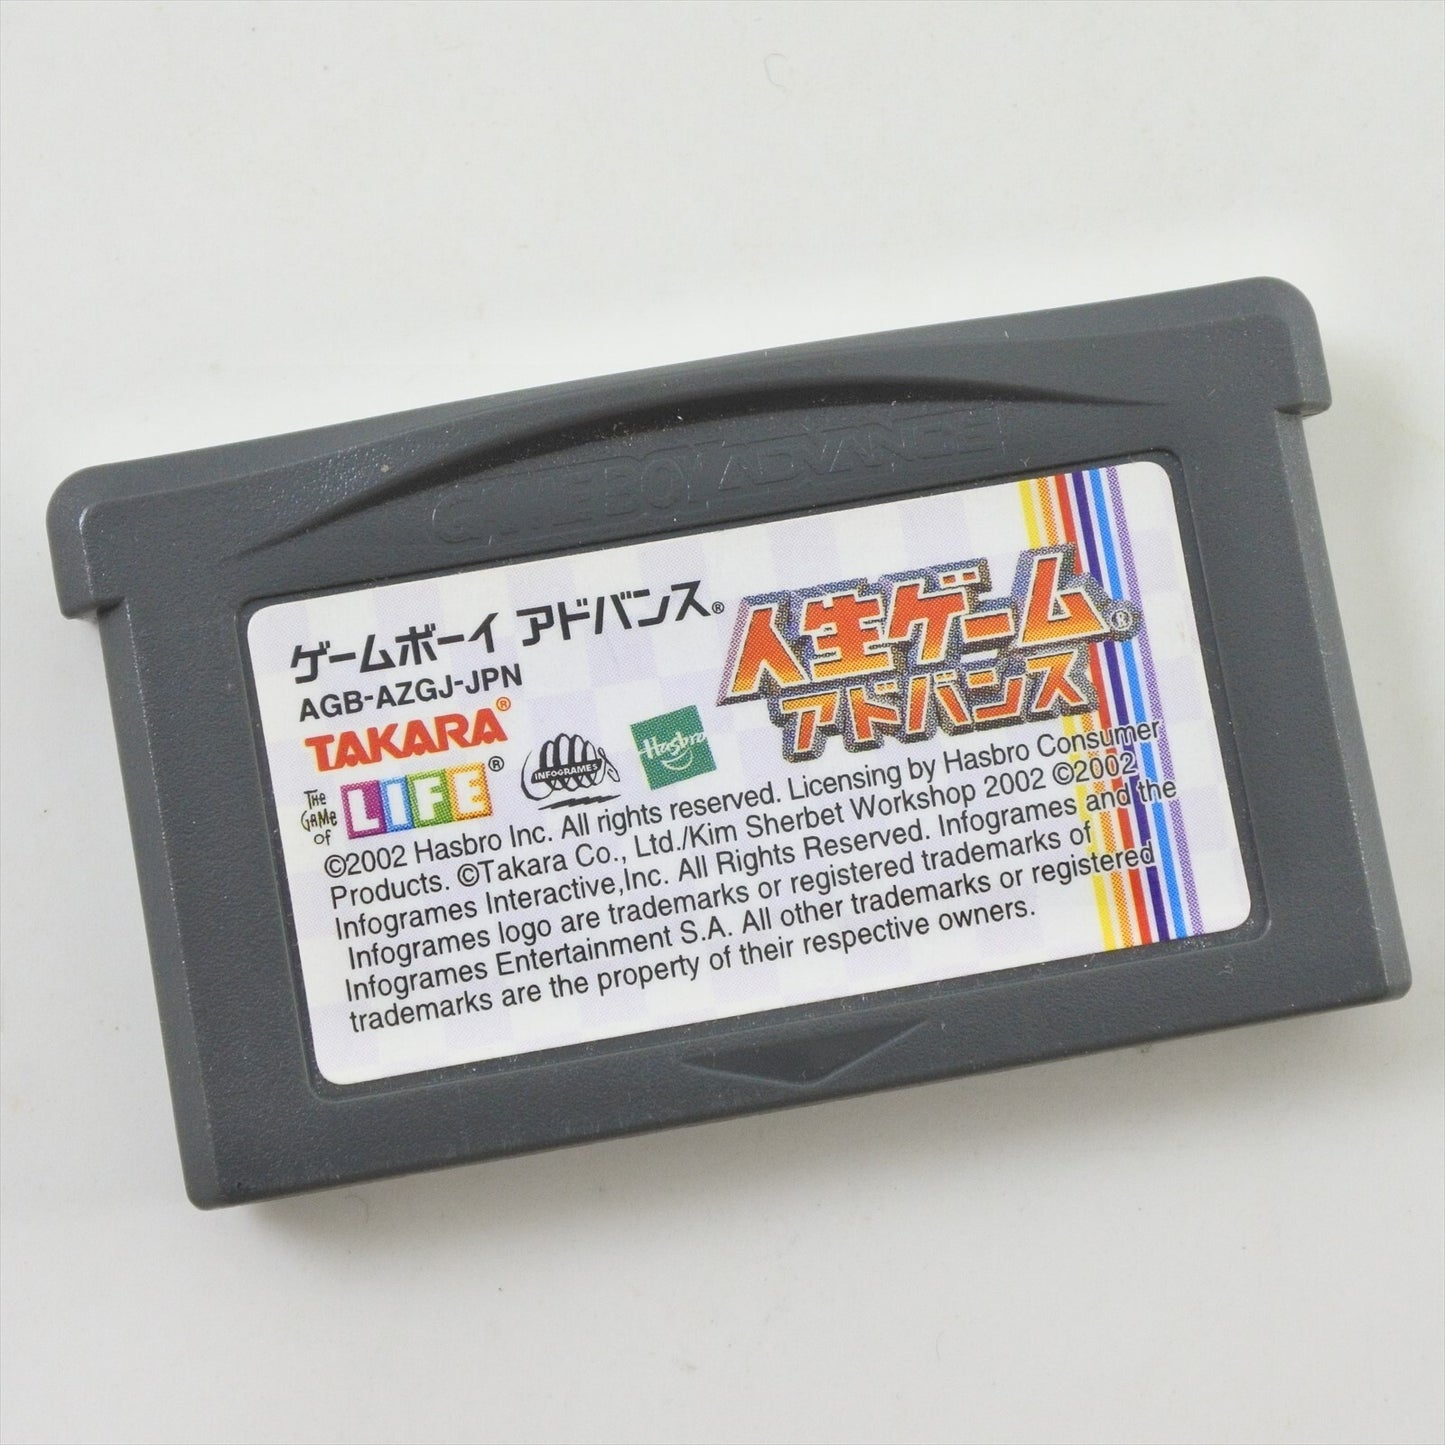 GAME BOY ADVANCE
ゲームボーイ アドバンス®
AGB-AZGJ-JPN
TAKARA®
THE GAMe of LIFE®
INFOGRAMES
Hasbro
人生ゲーム®
アドバンス
©2002 Hasbro Inc. All rights reserved. Licensing by Hasbro Consumer
Products. ©Takara Co., Ltd./Kim Sherbet Workshop 2002 ©2002
Infogrames Interactive,Inc. All Rights Reserved. Infogrames and the
Infogrames logo are trademarks or registered trademarks of
Infogrames Entertainment S.A. All other trademarks or registered
trademarks are the property of their respective owners.